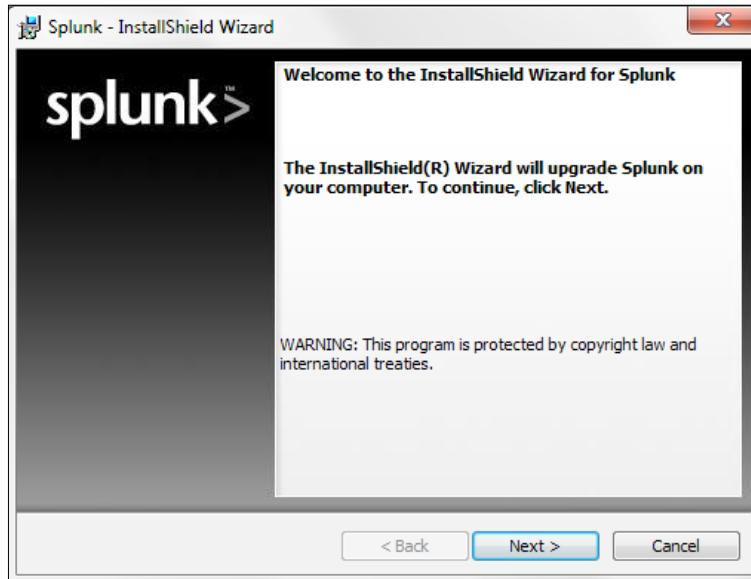 Splunk - InstallShield Wizard
splunk>
™
Welcome to the InstallShield Wizard for Splunk
The InstallShield(R) Wizard will upgrade Splunk on
your computer. To continue, click Next.
WARNING: This program is protected by copyright law and
international treaties.
< Back
Next >
Cancel